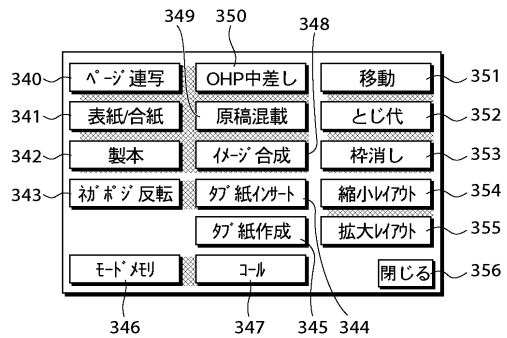 349 350 348
340 ﾍﾟｰｼﾞ連写 OHP中差し 移動 351
341 表紙/合紙 原稿混載 とじ代 352
342 製本 ｲﾒｰｼﾞ合成 枠消し 353
343 ﾈｶﾞﾎﾟｼﾞ反転 ﾀﾌﾞ紙ｲﾝｻｰﾄ 縮小ﾚｲｱｳﾄ 354
ﾀﾌﾞ紙作成 拡大ﾚｲｱｳﾄ 355
ﾓｰﾄﾞﾒﾓﾘ ｺｰﾙ 閉じる 356
346 347 345 344